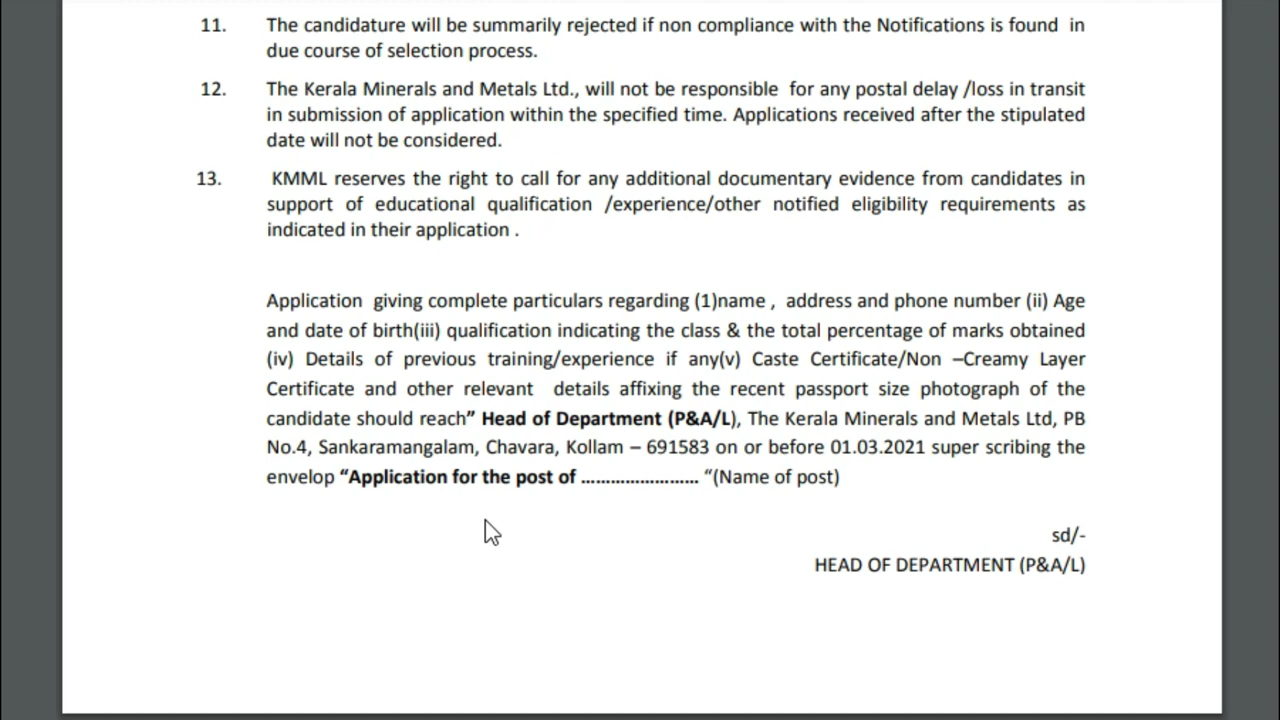 11. The candidature will be summarily rejected if non compliance with the Notifications is found in
due course of selection process.
12. The Kerala Minerals and Metals Ltd., will not be responsible for any postal delay /loss in transit
in submission of application within the specified time. Applications received after the stipulated
date will not be considered.
13. KMML reserves the right to call for any additional documentary evidence from candidates in
support of educational qualification /experience/other notified eligibility requirements as
indicated in their application .
Application giving complete particulars regarding (1)name , address and phone number (ii) Age
and date of birth(iii) qualification indicating the class & the total percentage of marks obtained
(iv) Details of previous training/experience if any(v) Caste Certificate/Non –Creamy Layer
Certificate and other relevant details affixing the recent passport size photograph of the
candidate should reach” Head of Department (P&A/L), The Kerala Minerals and Metals Ltd, PB
No.4, Sankaramangalam, Chavara, Kollam – 691583 on or before 01.03.2021 super scribing the
envelop “Application for the post of ........................ “(Name of post)
sd/-
HEAD OF DEPARTMENT (P&A/L)